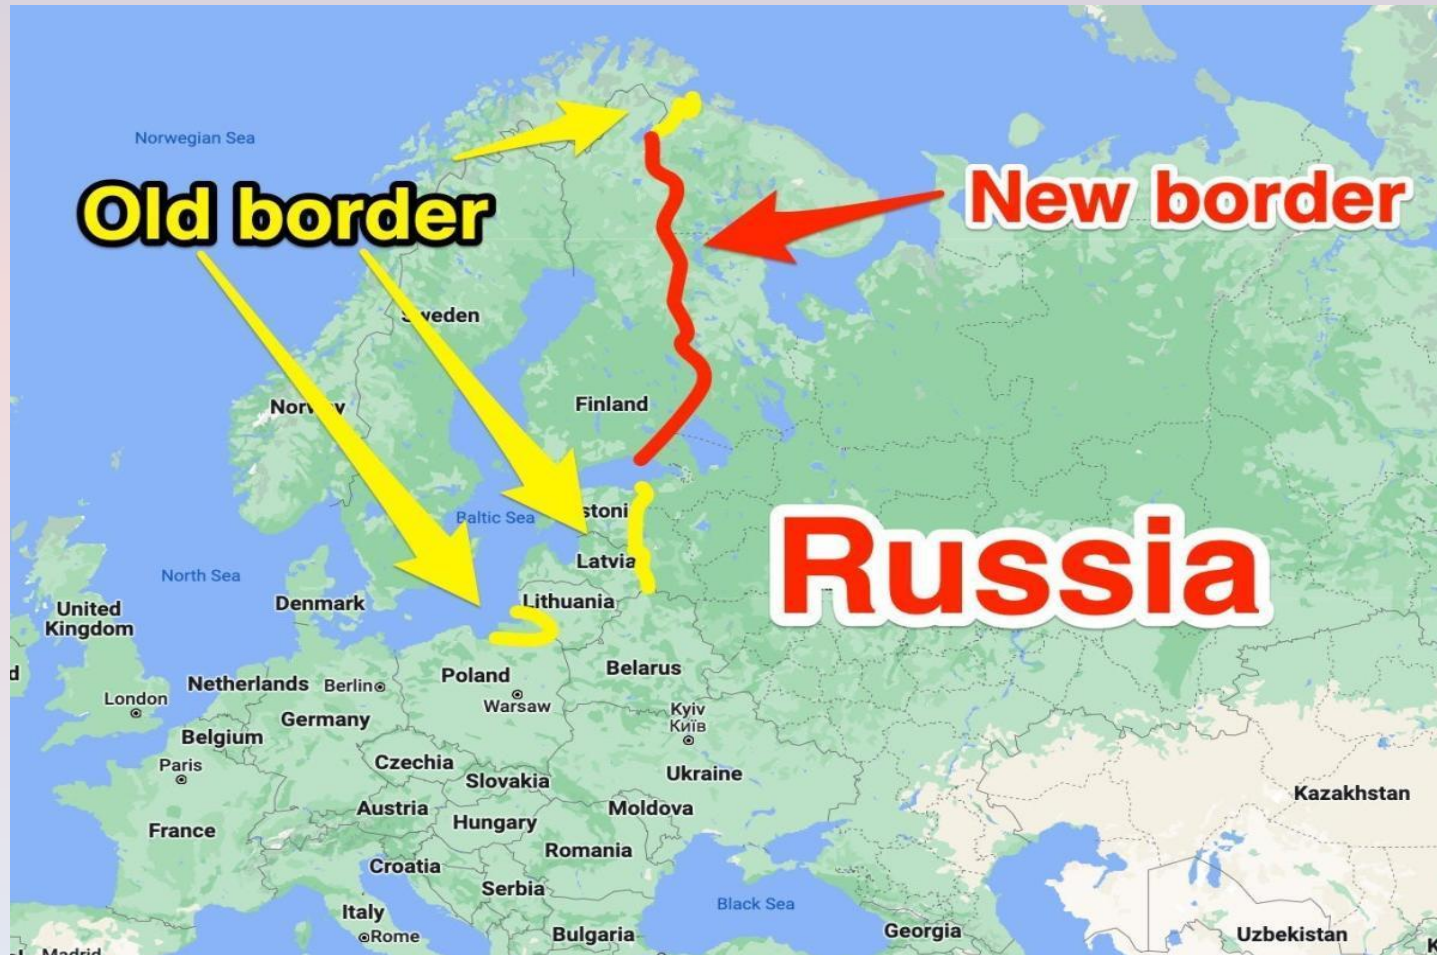 Norwegian Sea
Old border
New border
Sweden
Norway
Finland
Baltic Sea
stoni
Latvia
Russia
North Sea
Denmark
Lithuania
United
Kingdom
d
Netherlands
Berlin
Poland
Warsaw
Belarus
London
Germany
Kyiv
Київ
Belgium
Paris
Czechia
Slovakia
Ukraine
Kazakhstan
Austria
Hungary
Moldova
France
Romania
Croatia
Serbia
Black Sea
Italy
Rome
Bulgaria
Georgia
Uzbekistan
K
Madrid